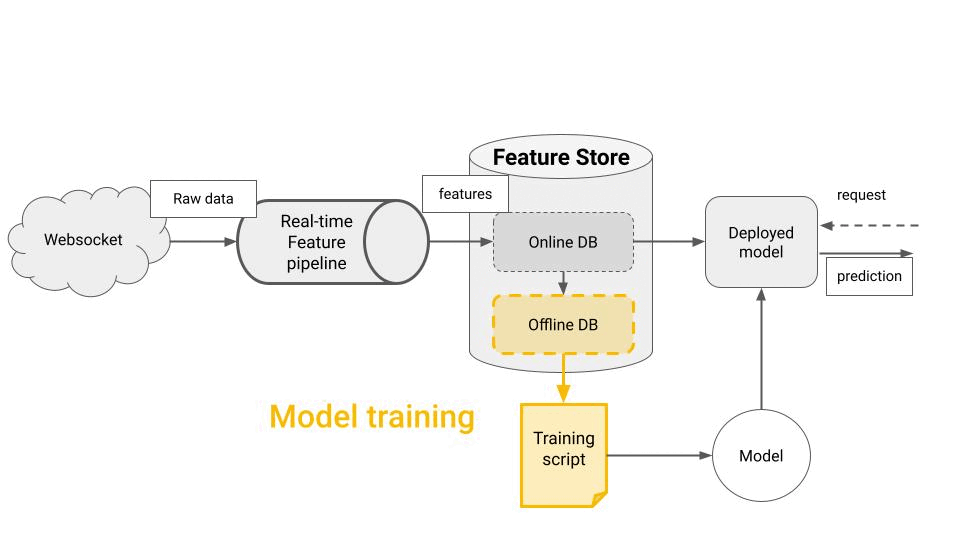 Feature Store
Raw data
features
request
Websocket
Real-time
Feature
pipeline
Online DB
Deployed
model
prediction
Offline DB
Model training
Training
script
Model